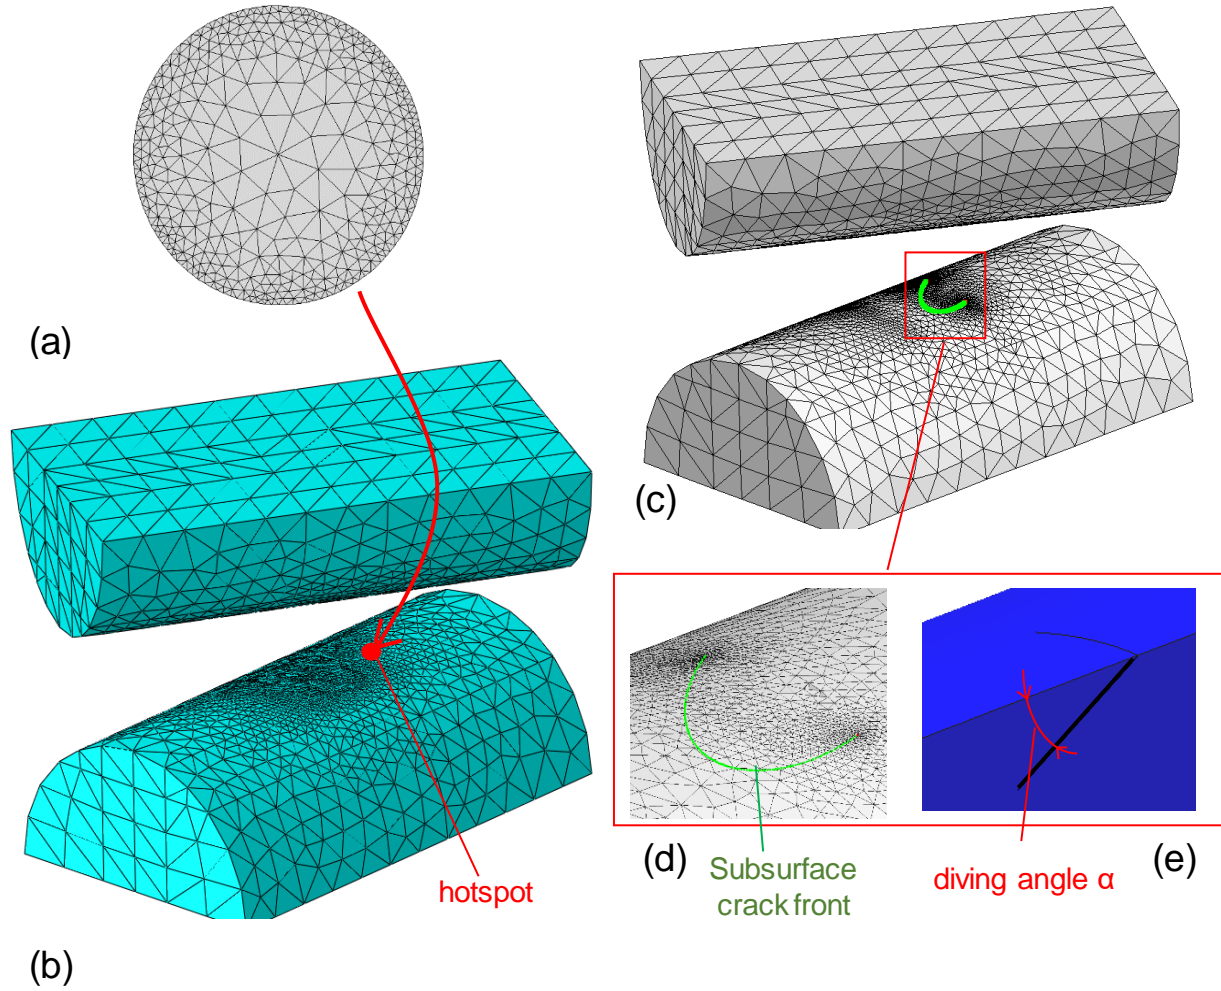 (a)
(c)
hotspot
(d)
(e)
Subsurface
crack front
diving angle α
(b)